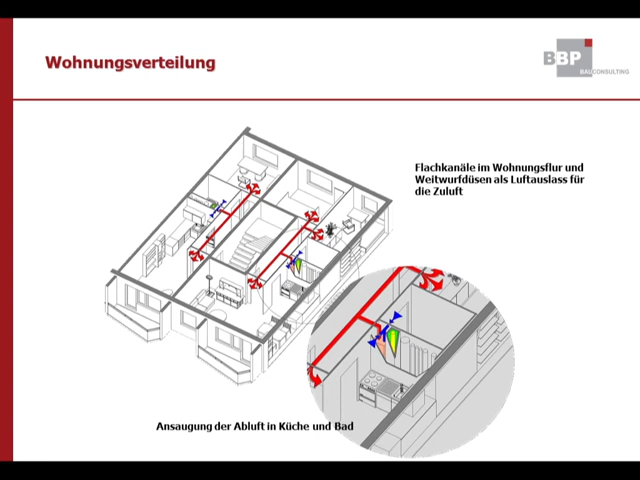 Wohnungsverteilung
BBP
BAUCONSULTING
Flachkanäle im Wohnungsflur und
Weitwurfdüsen als Luftauslass für
die Zuluft
Ansaugung der Abluft in Küche und Bad